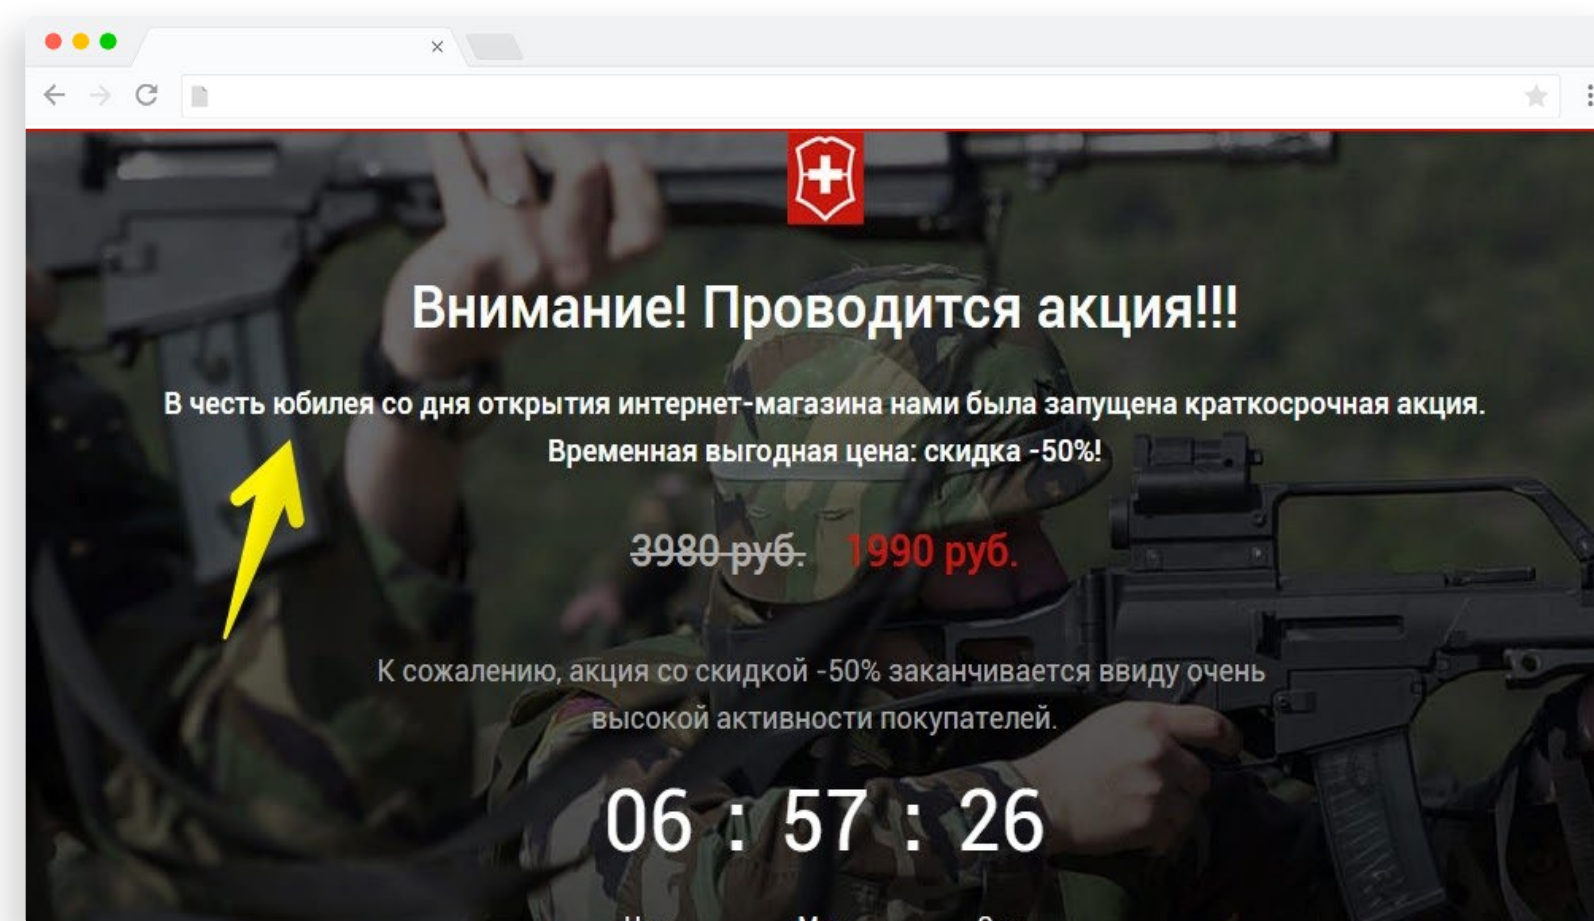 Внимание! Проводится акция!!!
В честь юбилея со дня открытия интернет-магазина нами была запущена краткосрочная акция.
Временная выгодная цена: скидка -50%!
3980 руб. 1990 руб.
К сожалению, акция со скидкой -50% заканчивается ввиду очень
высокой активности покупателей.
06 : 57 : 26